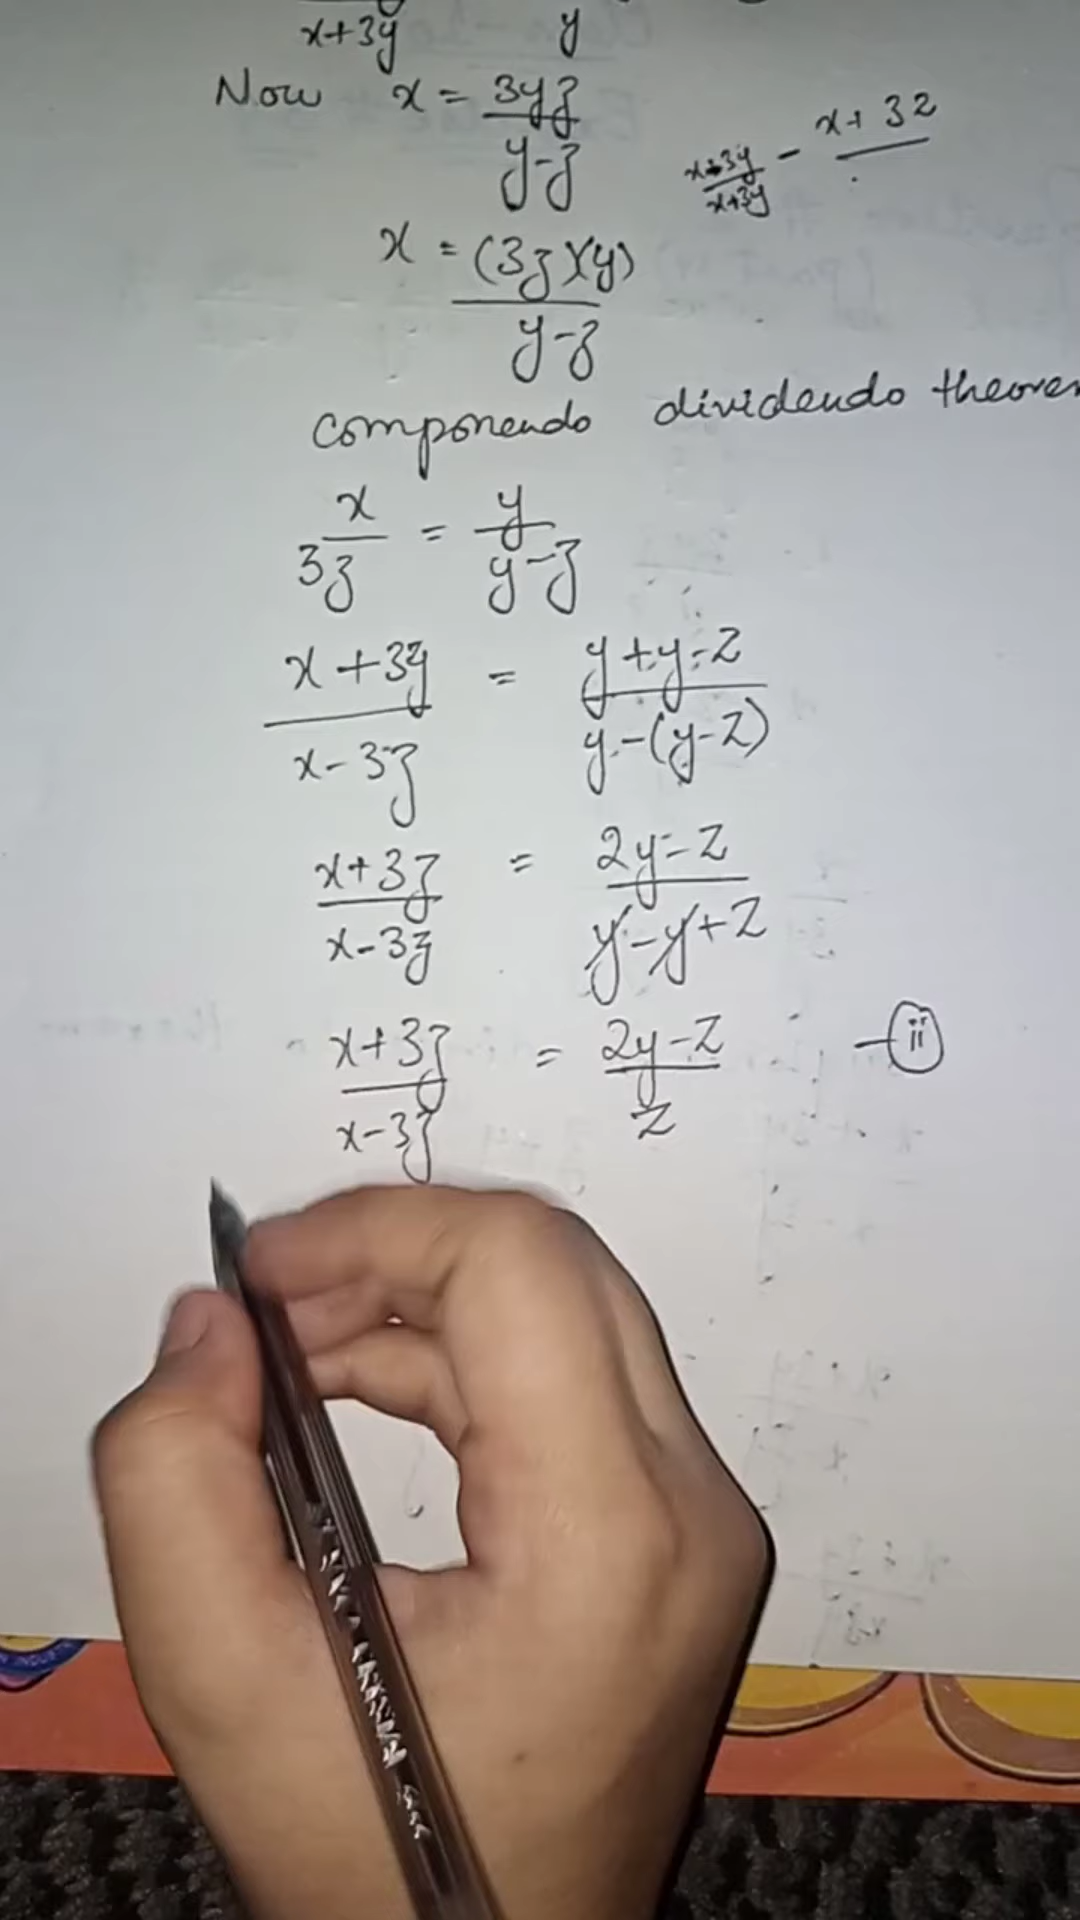 x+3y y
Now x = 3yz / y-z
x+3y / x+3y - x+3z
x = (3z)(y) / y-z
componendo dividendo theorem
x / 3z = y / y-z
x+3y / x-3z = y+y-z / y-(y-z)
x+3z / x-3z = 2y-z / y-y+z
x+3z / x-3z = 2y-z / z -(ii)